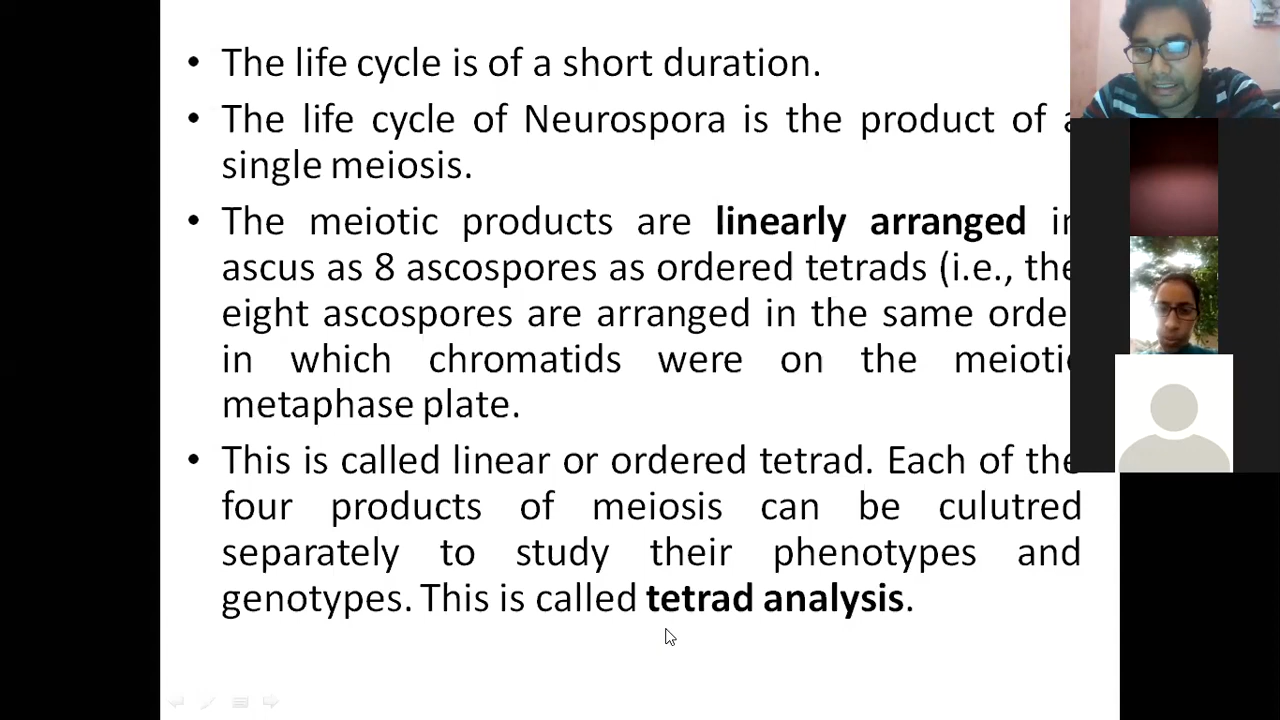 • The life cycle is of a short duration.
• The life cycle of Neurospora is the product of a
single meiosis.
• The meiotic products are linearly arranged in
ascus as 8 ascospores as ordered tetrads (i.e., the
eight ascospores are arranged in the same order
in which chromatids were on the meiotic
metaphase plate.
• This is called linear or ordered tetrad. Each of the
four products of meiosis can be culutred
separately to study their phenotypes and
genotypes. This is called tetrad analysis.